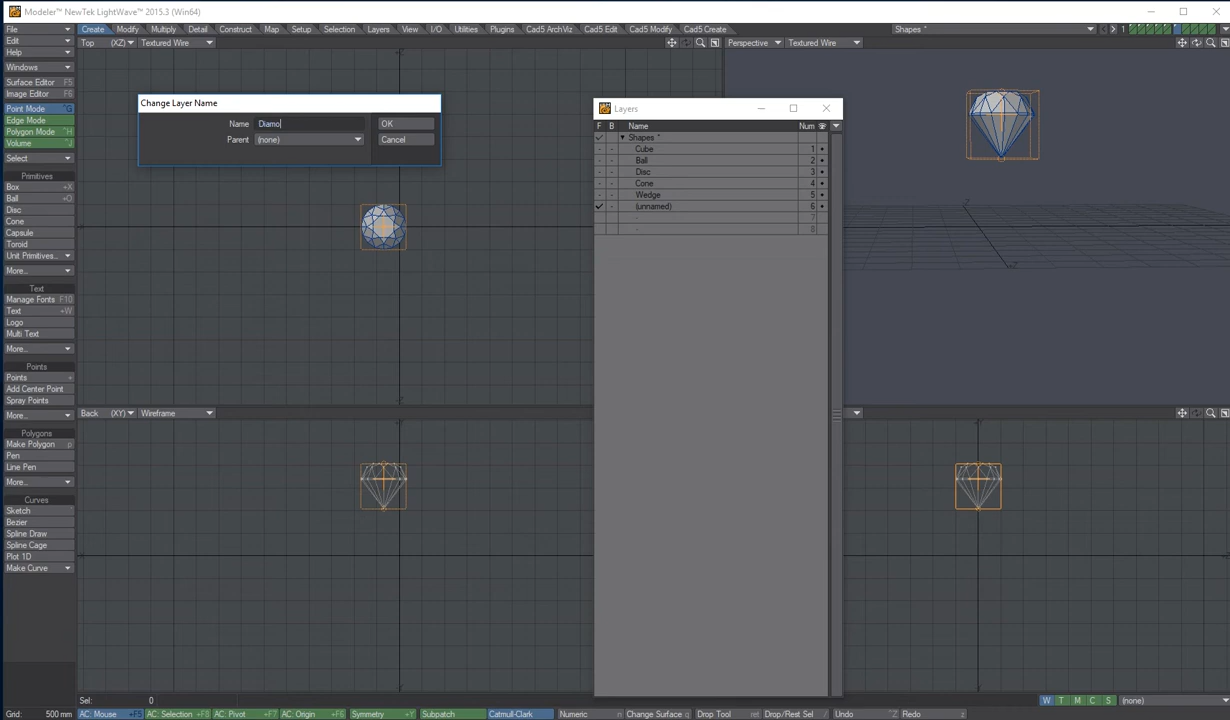 Modeler™ NewTek LightWave™ 2015.3 (Win64)
File Create Modify Multiply Detail Construct Map Setup Selection Layers View I/O Utilities Plugins Cad5 ArchViz Cad5 Edit Cad5 Modify Cad5 Create Shapes * 1
Edit
Top (XZ) Textured Wire
Perspective Textured Wire
Help
Windows
Surface Editor F5
Image Editor F6
Point Mode ^G
Edge Mode
Polygon Mode ^H
Volume ^J
Select
Primitives
Box +X
Ball +O
Disc
Cone
Capsule
Toroid
Unit Primitives...
More...
Text
Manage Fonts F10
Text +W
Logo
Multi Text
More...
Points
Points +
Add Center Point
Spray Points
More...
Polygons
Make Polygon p
Pen
Line Pen
More...
Curves
Sketch
Bezier
Spline Draw
Spline Cage
Plot 1D
Make Curve
Change Layer Name
Name Diamo OK
Parent (none) Cancel
Layers
F B Name Num
Shapes *
Cube 1
Ball 2
Disc 3
Cone 4
Wedge 5
(unnamed) 6
7
8
Back (XY) Wireframe
Sel: 0
W T M C S (none)
Grid: 500 mm AC: Mouse +F5 AC: Selection +F8 AC: Pivot +F7 AC: Origin +F6 Symmetry +Y Subpatch Catmull-Clark Numeric n Change Surface q Drop Tool Drop/Rest Sel / Undo Redo z